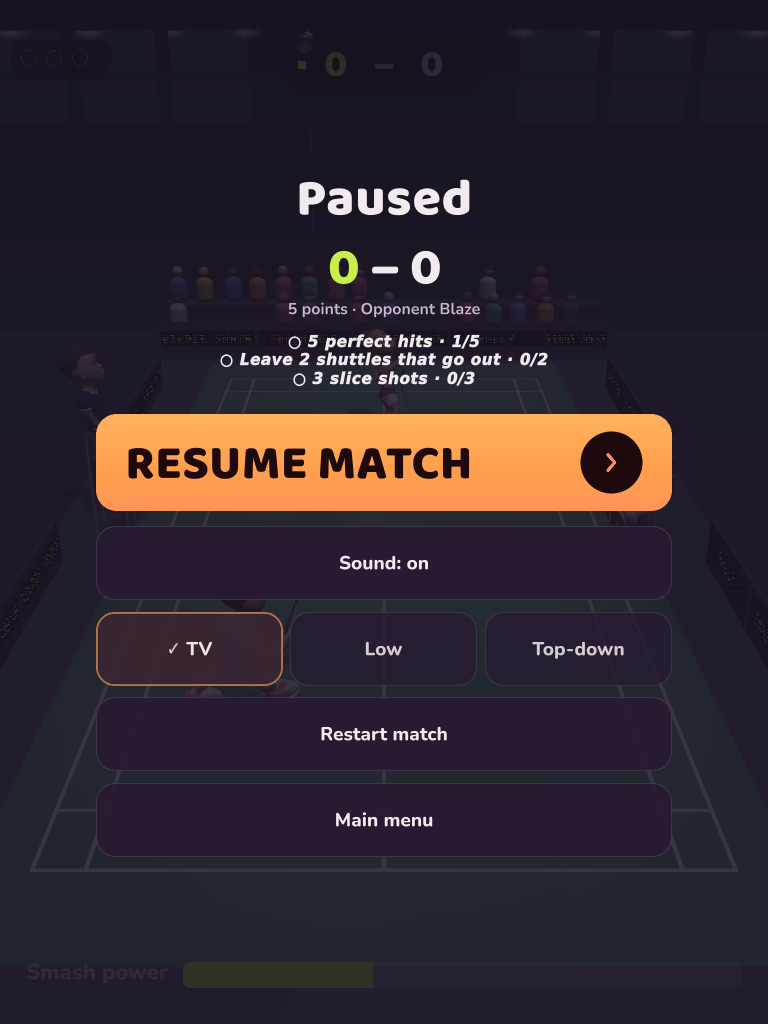 0 – 0
Paused
0 – 0
5 points · Opponent Blaze
○ 5 perfect hits · 1/5
○ Leave 2 shuttles that go out · 0/2
○ 3 slice shots · 0/3
RESUME MATCH
Sound: on
✓ TV
Low
Top-down
Restart match
Main menu
Smash power